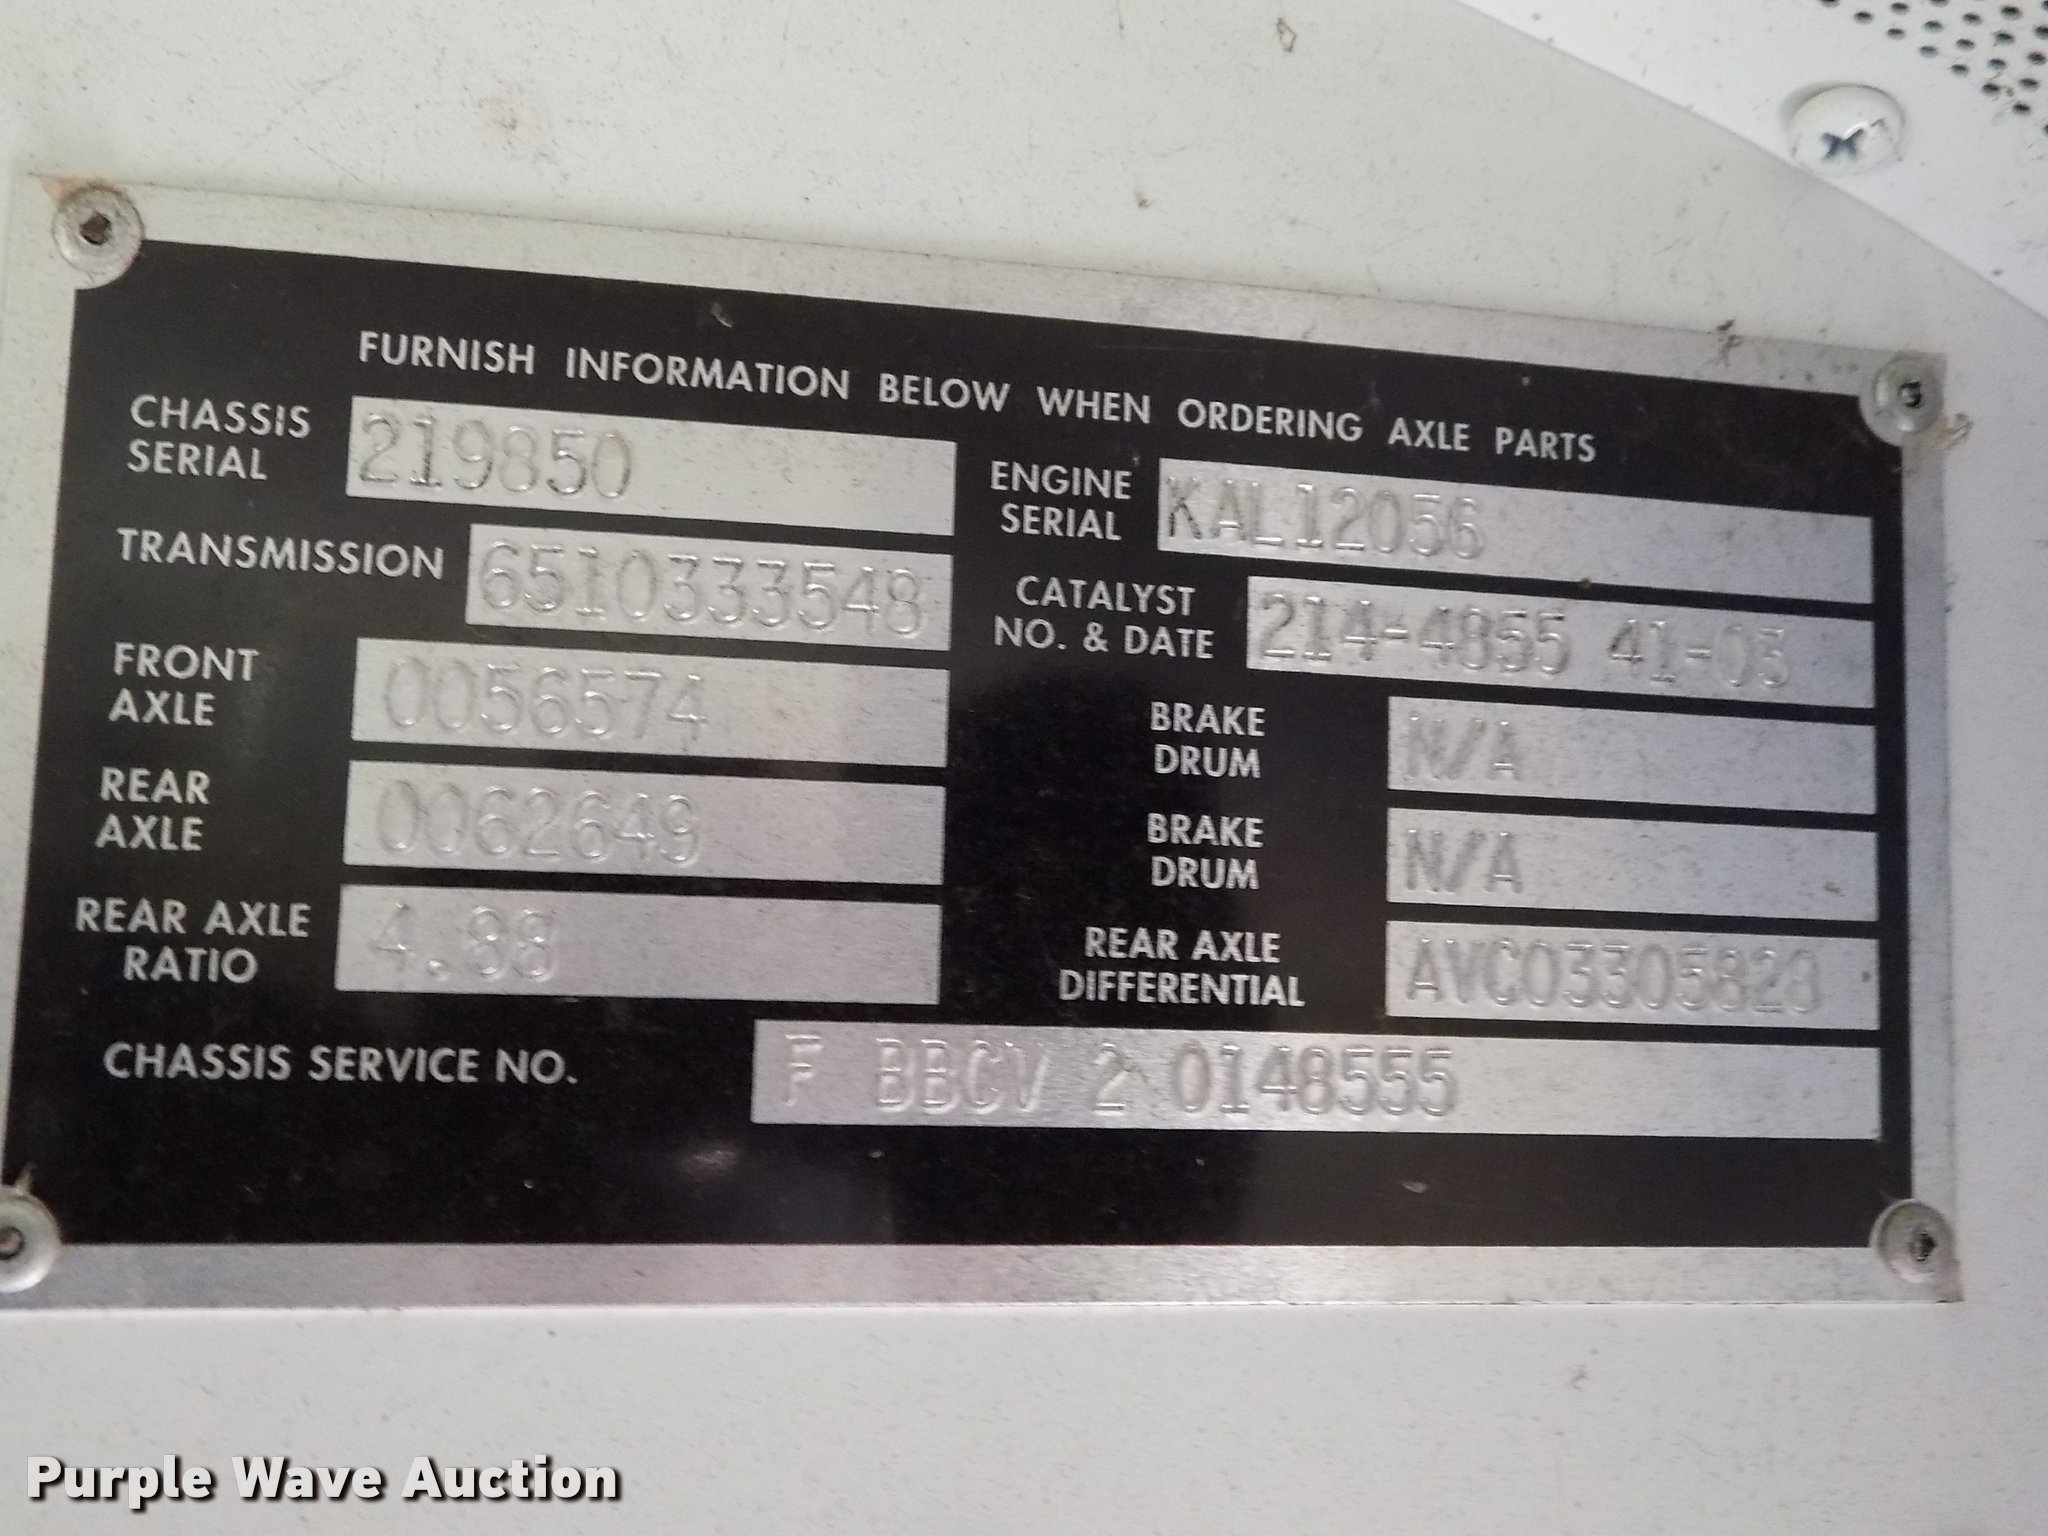 FURNISH INFORMATION BELOW WHEN ORDERING AXLE PARTS
CHASSIS SERIAL 219850
TRANSMISSION 6510333548
FRONT AXLE 0056574
REAR AXLE 0062649
REAR AXLE RATIO 4.88
ENGINE SERIAL KAL12056
CATALYST NO. & DATE 214-4855 41-03
BRAKE DRUM N/A
BRAKE DRUM N/A
REAR AXLE DIFFERENTIAL AVC03305828
CHASSIS SERVICE NO. F BBCV 2 0148555
Purple Wave Auction